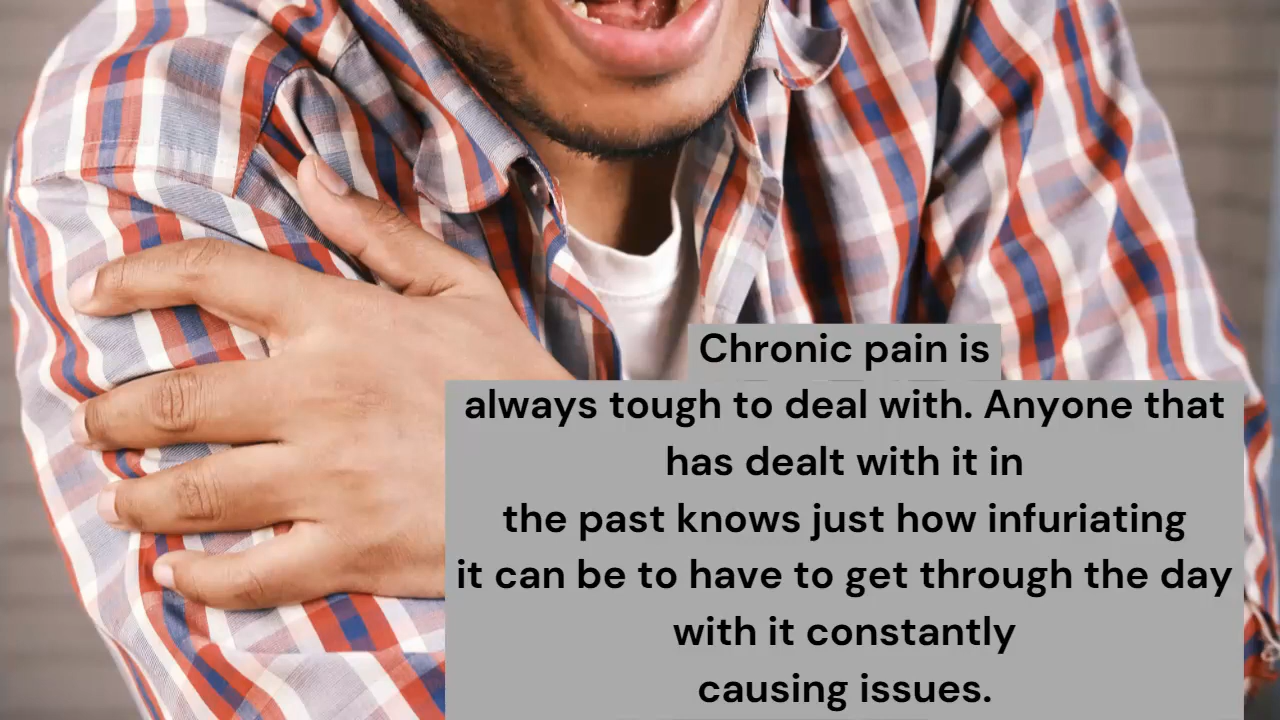 Chronic pain is
always tough to deal with. Anyone that
has dealt with it in
the past knows just how infuriating
it can be to have to get through the day
with it constantly
causing issues.